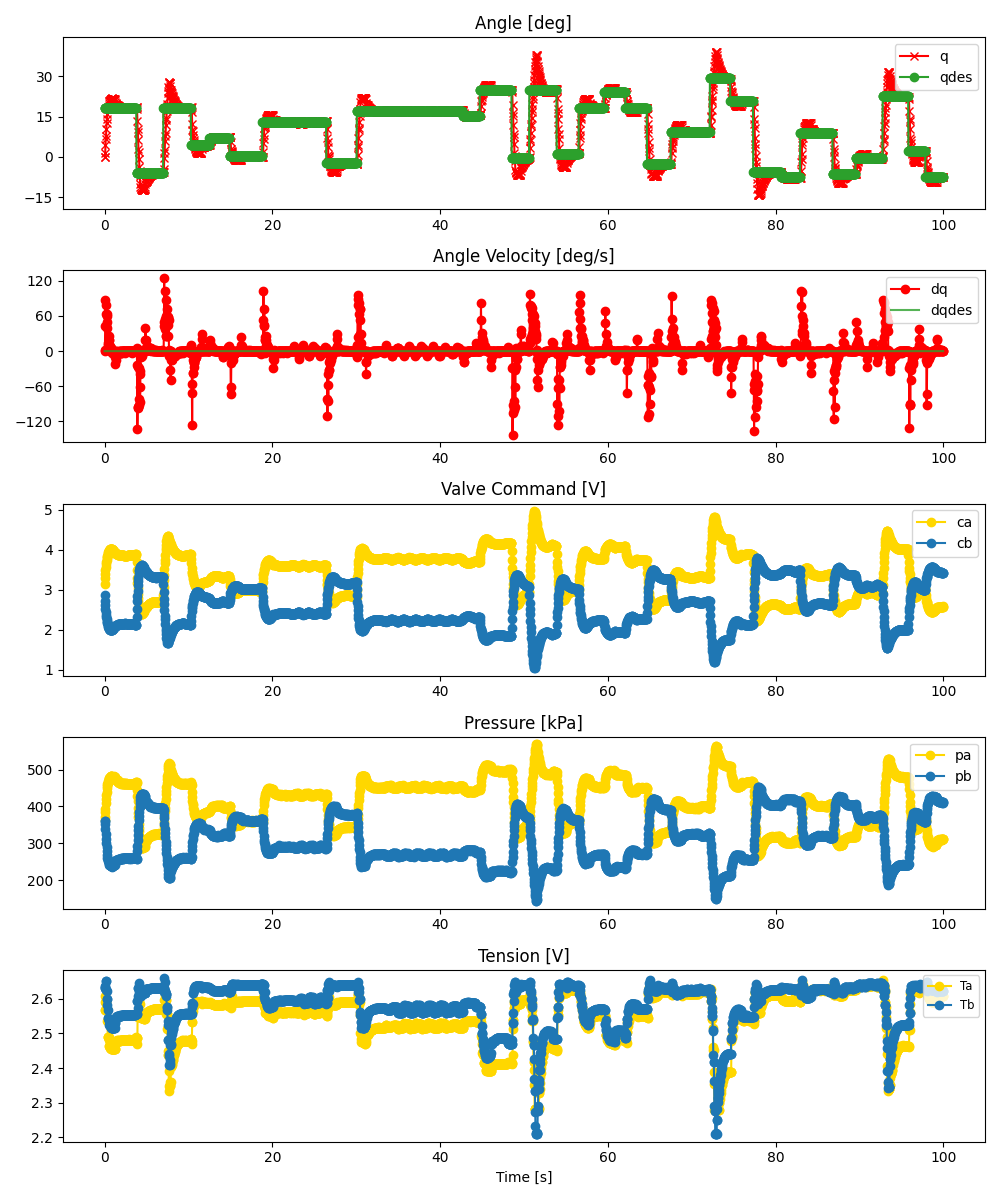 Angle [deg]
30
15
0
−15
q
qdes
0 20 40 60 80 100
Angle Velocity [deg/s]
120
60
0
−60
−120
dq
dqdes
0 20 40 60 80 100
Valve Command [V]
5
4
3
2
1
ca
cb
0 20 40 60 80 100
Pressure [kPa]
500
400
300
200
pa
pb
0 20 40 60 80 100
Tension [V]
2.6
2.5
2.4
2.3
2.2
Ta
Tb
0 20 40 60 80 100
Time [s]